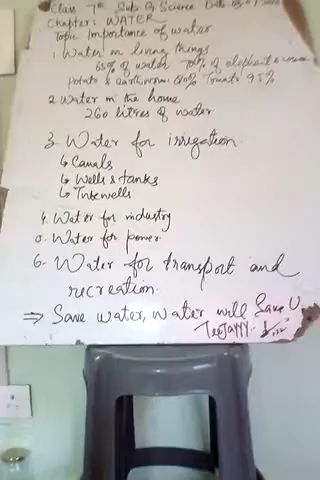 Class 7th Sub: G Science Date
Chapter: WATER
Topic Importance of water
1. Water in living things
65% of water 70% of elephant &
Potato & earthworm: 80% Tomato 95%
2. Water in the home
260 litres of water
3. Water for irrigation.
↳ Canals
↳ Wells & tanks
↳ Tubewells
4. Water for industry
5. Water for power
6. Water for transport and
recreation.
⇒ Save water, water will Save U